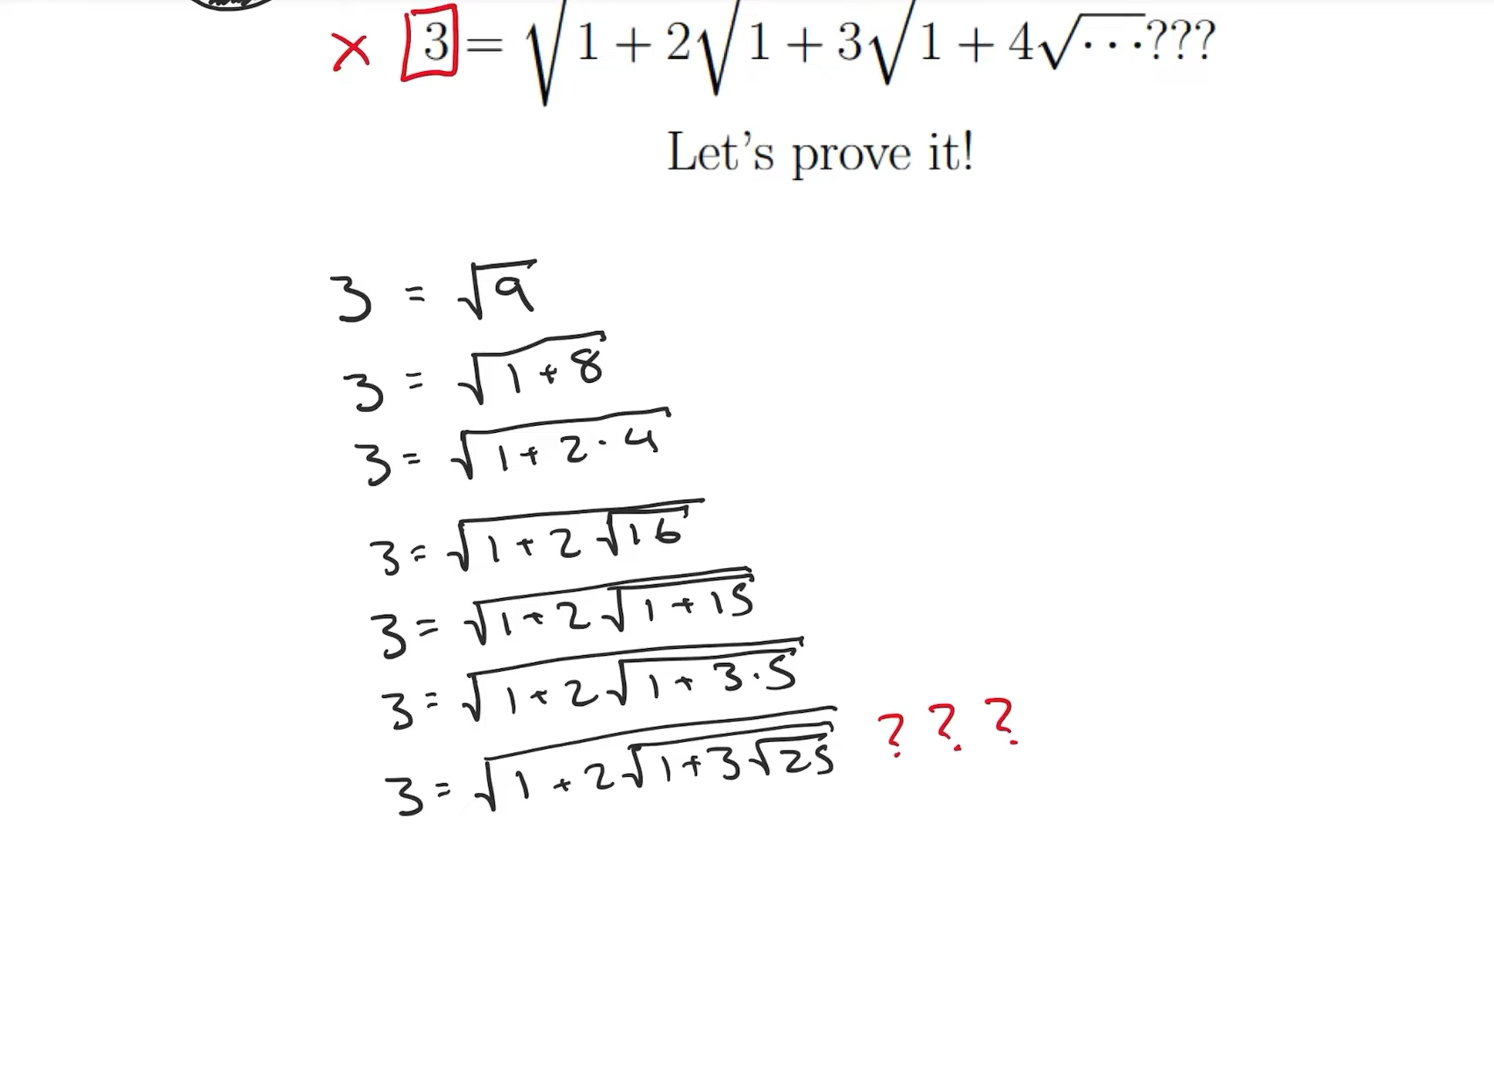 × 3 = √1 + 2√1 + 3√1 + 4√···???
Let's prove it!
3 = √9
3 = √1 + 8
3 = √1 + 2 · 4
3 = √1 + 2 √16
3 = √1 + 2 √1 + 15
3 = √1 + 2 √1 + 3 · 5
3 = √1 + 2 √1 + 3 √25 ? ? ?